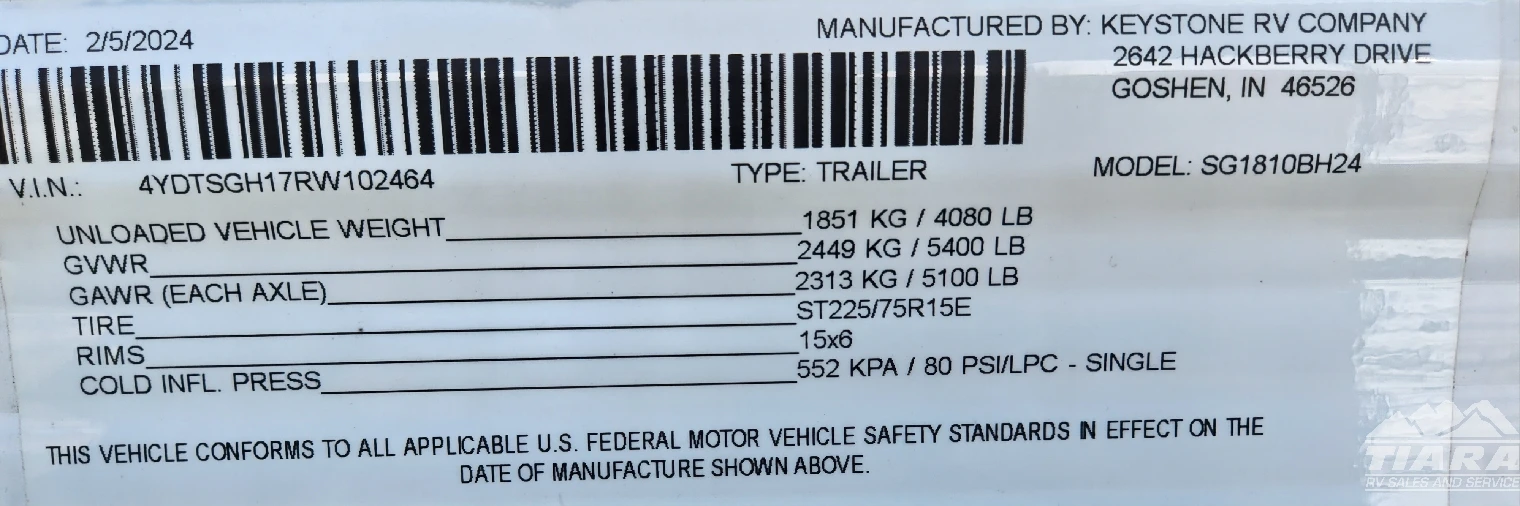 DATE: 2/5/2024
MANUFACTURED BY: KEYSTONE RV COMPANY
2642 HACKBERRY DRIVE
GOSHEN, IN 46526
V.I.N.: 4YDTSGH17RW102464 TYPE: TRAILER MODEL: SG1810BH24
UNLOADED VEHICLE WEIGHT 1851 KG / 4080 LB
GVWR 2449 KG / 5400 LB
GAWR (EACH AXLE) 2313 KG / 5100 LB
TIRE ST225/75R15E
RIMS 15x6
COLD INFL. PRESS 552 KPA / 80 PSI/LPC - SINGLE
THIS VEHICLE CONFORMS TO ALL APPLICABLE U.S. FEDERAL MOTOR VEHICLE SAFETY STANDARDS IN EFFECT ON THE
DATE OF MANUFACTURE SHOWN ABOVE.
TIARA
RV SALES AND SERVICE